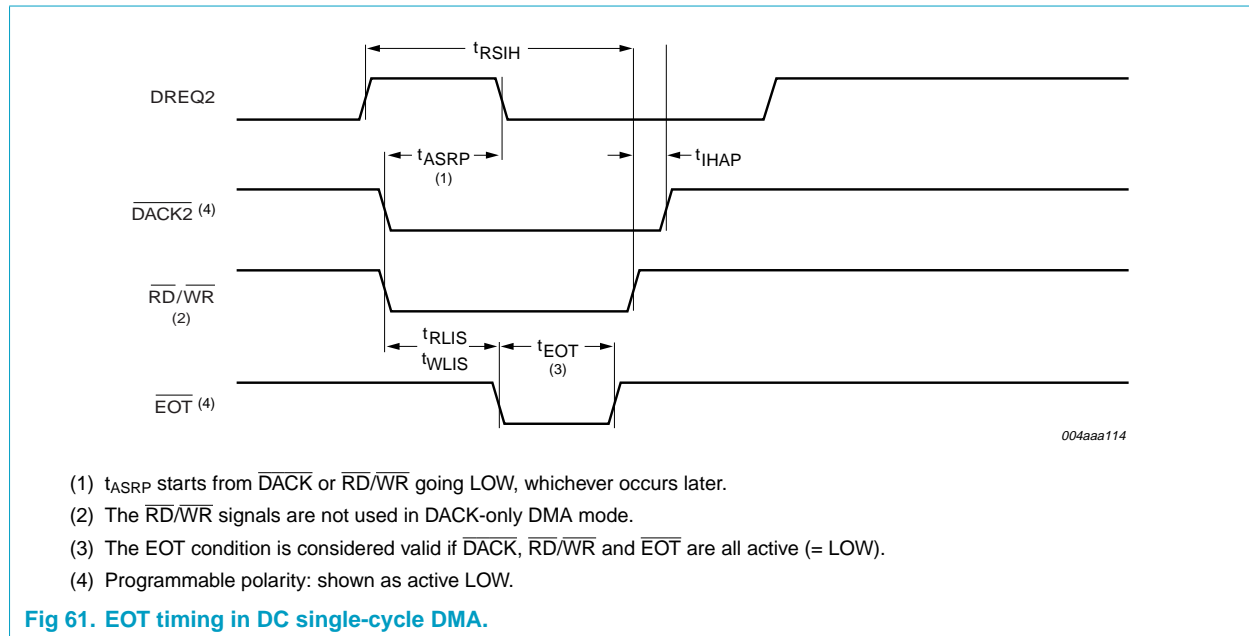 tRSIH
DREQ2
tASRP
(1)
tIHAP
DACK2 (4)
RD/WR
(2)
tRLIS
tWLIS
tEOT
(3)
EOT (4)
004aaa114
(1) tASRP starts from DACK or RD/WR going LOW, whichever occurs later.
(2) The RD/WR signals are not used in DACK-only DMA mode.
(3) The EOT condition is considered valid if DACK, RD/WR and EOT are all active (= LOW).
(4) Programmable polarity: shown as active LOW.
Fig 61. EOT timing in DC single-cycle DMA.